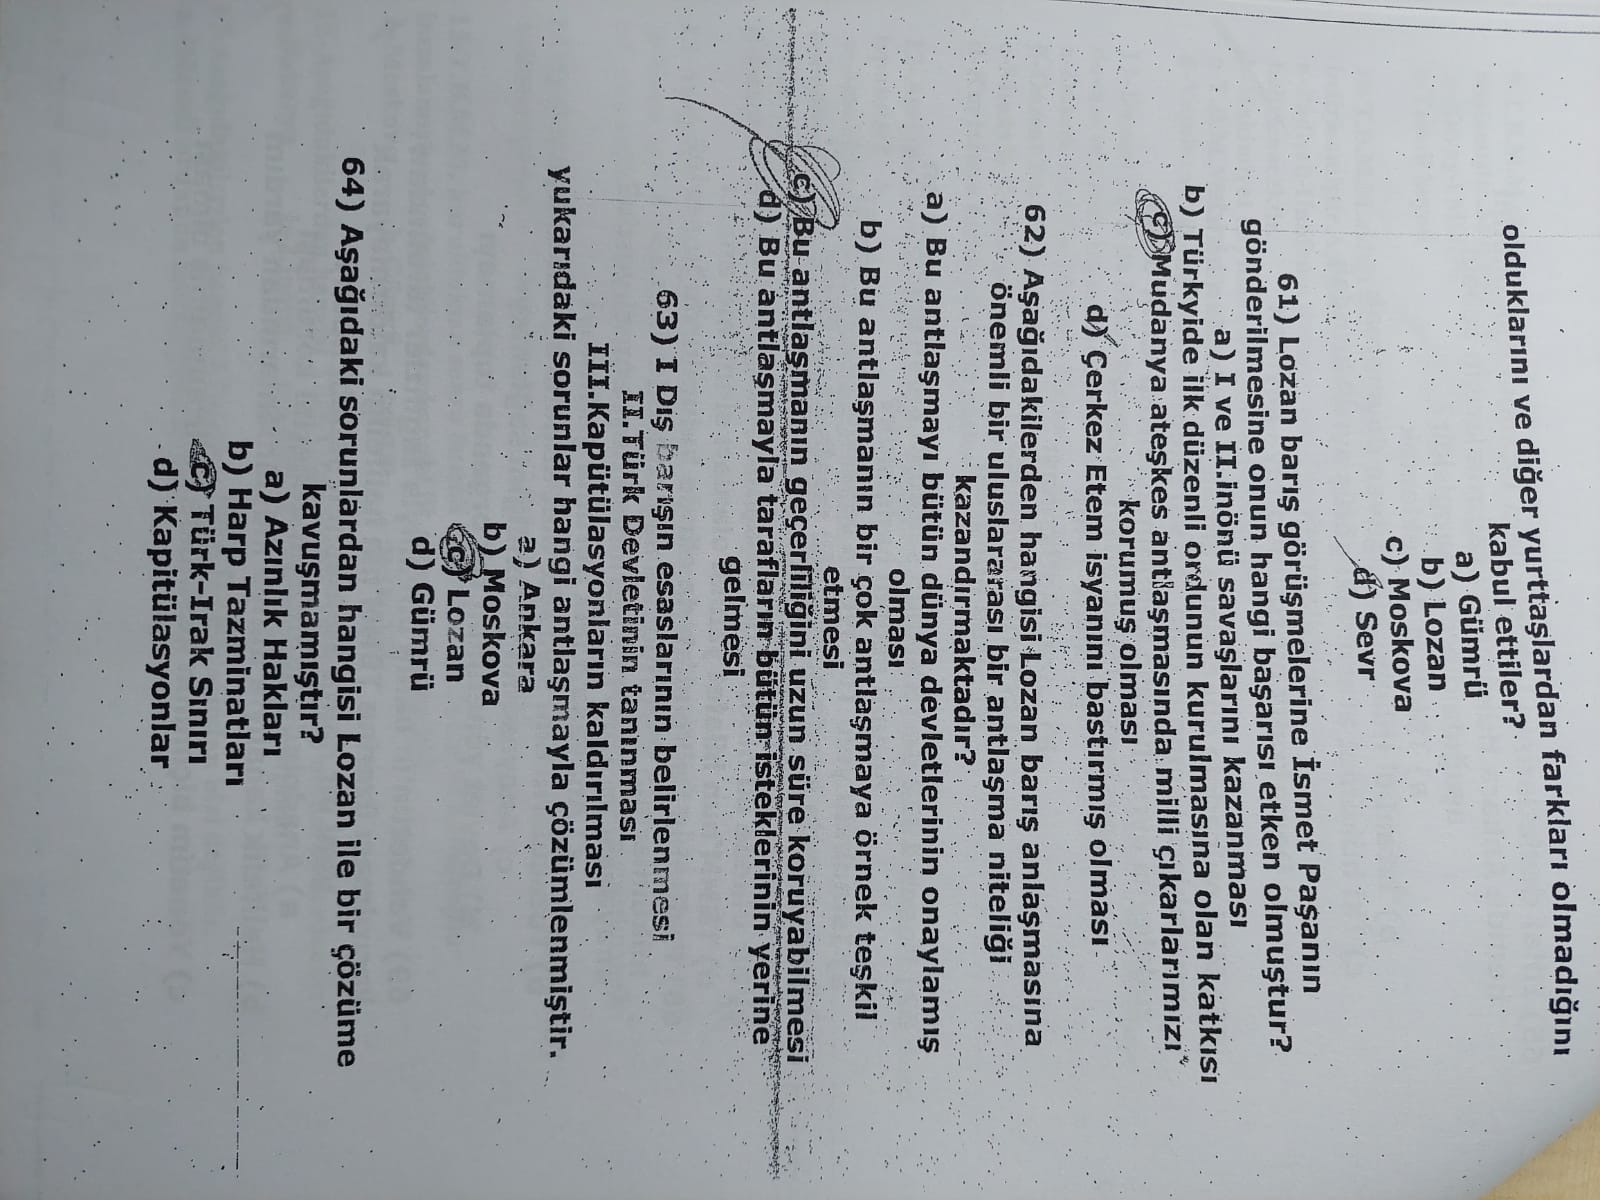 olduklarını ve diğer yurttaşlardan farkları olmadığını
kabul ettiler?
a) Gümrü
b) Lozan
c) Moskova
d) Sevr
61) Lozan barış görüşmelerine İsmet Paşanın
gönderilmesine onun hangi başarısı etken olmuştur?
a) I ve II.inönü savaşlarını kazanması
b) Türkyide ilk düzenli ordunun kurulmasına olan katkısı
c) Mudanya ateşkes antlaşmasında milli çıkarlarımızı
korumuş olması
d) Çerkez Etem isyanını bastırmış olması
62) Aşağıdakilerden hangisi Lozan barış anlaşmasına
önemli bir uluslararası bir antlaşma niteliği
kazandırmaktadır?
a) Bu antlaşmayı bütün dünya devletlerinin onaylamış
olması
b) Bu antlaşmanın bir çok antlaşmaya örnek teşkil
etmesi
c) Bu antlaşmanın geçerliliğini uzun süre koruyabilmesi
d) Bu antlaşmayla tarafların bütün isteklerinin yerine
gelmesi
63) I Dış barışın esaslarının belirlenmesi
II.Türk Devletinin tanınması
III.Kapütülasyonların kaldırılması
yukarıdaki sorunlar hangi antlaşmayla çözümlenmiştir.
a) Ankara
b) Moskova
c) Lozan
d) Gümrü
64) Aşağıdaki sorunlardan hangisi Lozan ile bir çözüme
kavuşmamıştır?
a) Azınlık Hakları
b) Harp Tazminatları
c) Türk-Irak Sınırı
d) Kapitülasyonlar